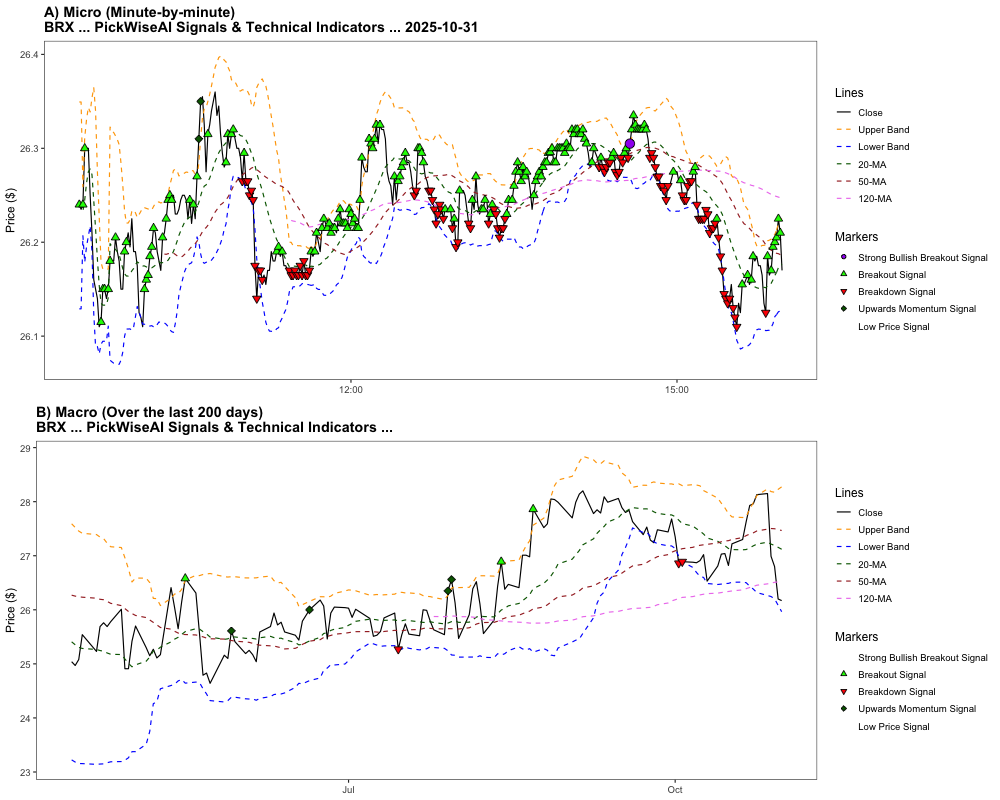 A) Micro (Minute-by-minute)
BRX ... PickWiseAI Signals & Technical Indicators ... 2025-10-31
26.4
26.3
26.2
26.1
Price ($)
12:00
15:00
Lines
Close
Upper Band
Lower Band
20-MA
50-MA
120-MA
Markers
Strong Bullish Breakout Signal
Breakout Signal
Breakdown Signal
Upwards Momentum Signal
Low Price Signal
B) Macro (Over the last 200 days)
BRX ... PickWiseAI Signals & Technical Indicators ...
29
28
27
26
25
24
23
Price ($)
Jul
Oct
Lines
Close
Upper Band
Lower Band
20-MA
50-MA
120-MA
Markers
Strong Bullish Breakout Signal
Breakout Signal
Breakdown Signal
Upwards Momentum Signal
Low Price Signal